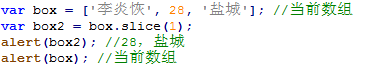 var box = ['李炎恢', 28, '盐城']; //当前数组
var box2 = box.slice(1);
alert(box2); //28，盐城
alert(box); //当前数组